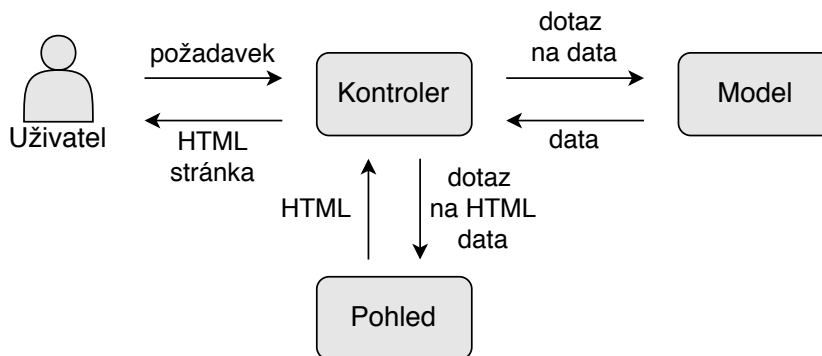 požadavek
dotaz
na data
Kontroler
Model
Uživatel
HTML
stránka
data
HTML
dotaz
na HTML
data
Pohled